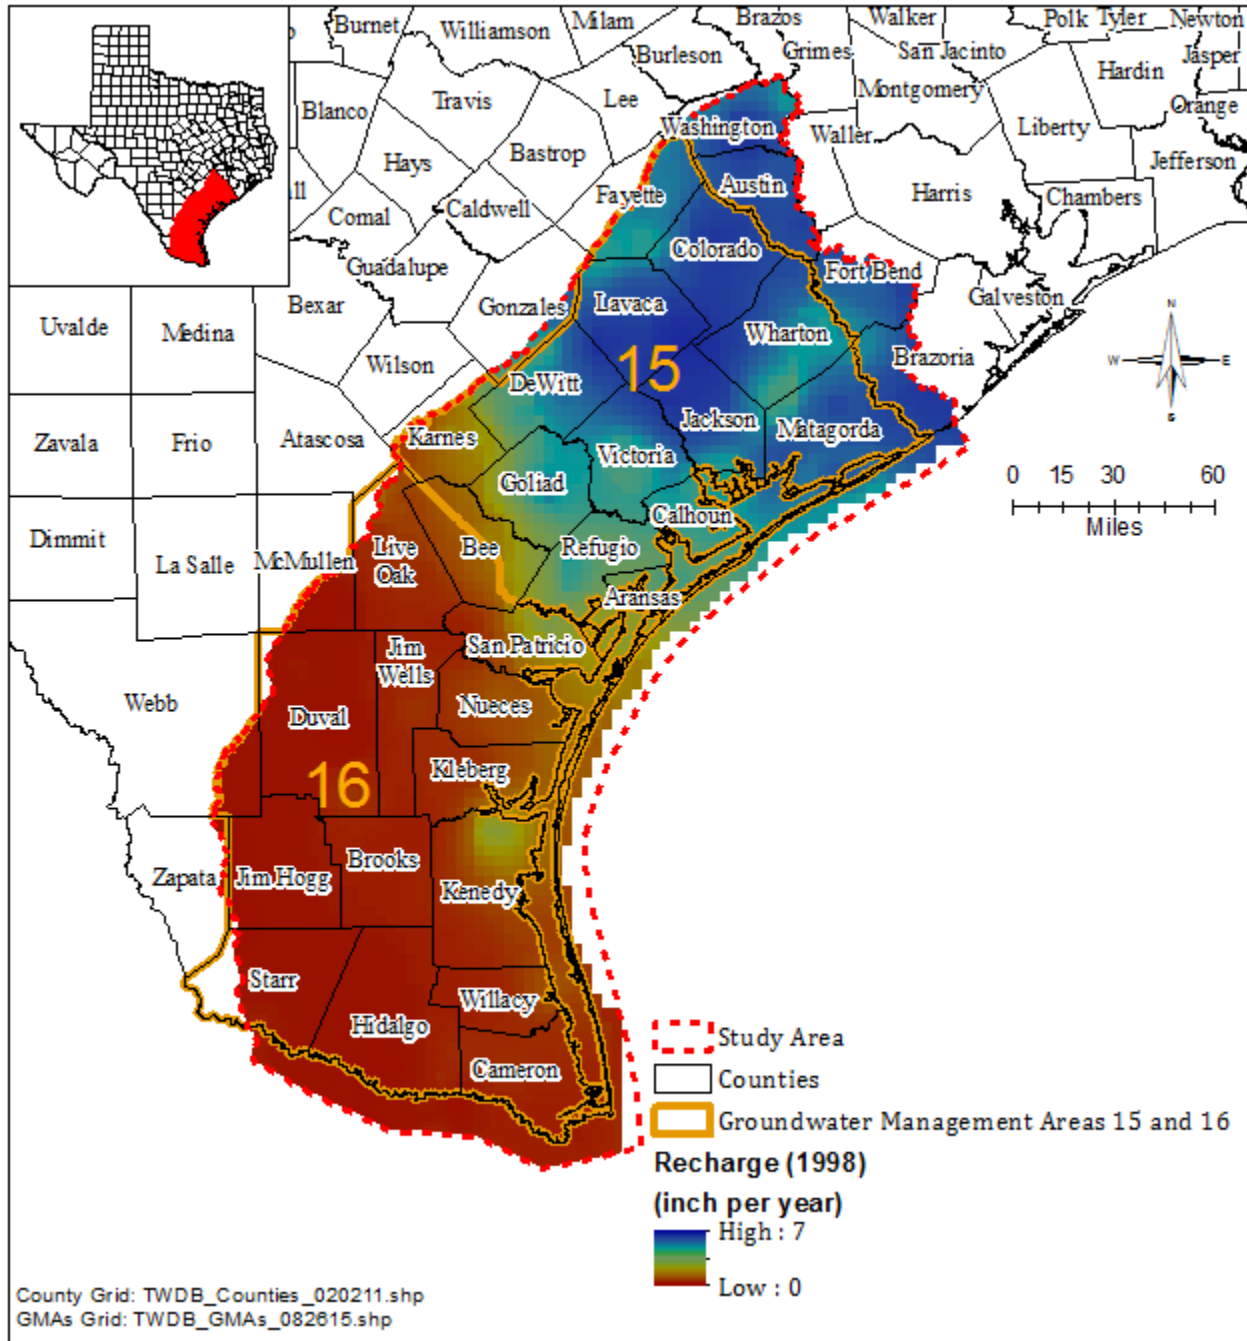 Burnet
Williamson
Milam
Brazos
Walker
Polk
Tyler
Newton
Grimes
San Jacinto
Jasper
Burleson
Hardin
Montgomery
Blanco
Travis
Lee
Orange
Liberty
Washington
Waller
Hays
Bastrop
Jefferson
Austin
Harris
Chambers
Fayette
Comal
Caldwell
Colorado
Guadalupe
Fort Bend
Bexar
Gonzales
Lavaca
Galveston
Uvalde
Medina
Wharton
N
Wilson
15
Brazoria
W
E
DeWitt
S
Jackson
Matagorda
Zavala
Frio
Atascosa
Karnes
Victoria
Goliad
0 15 30 60
Miles
Calhoun
Dimmit
La Salle
McMullen
Live
Oak
Bee
Refugio
Aransas
San Patricio
Jim
Wells
Webb
Duval
Nueces
16
Kleberg
Zapata
Jim Hogg
Brooks
Kenedy
Starr
Willacy
Hidalgo
Cameron
Study Area
Counties
Groundwater Management Areas 15 and 16
Recharge (1998)
(inch per year)
High : 7
Low : 0
County Grid: TWDB_Counties_020211.shp
GMAs Grid: TWDB_GMAs_082615.shp